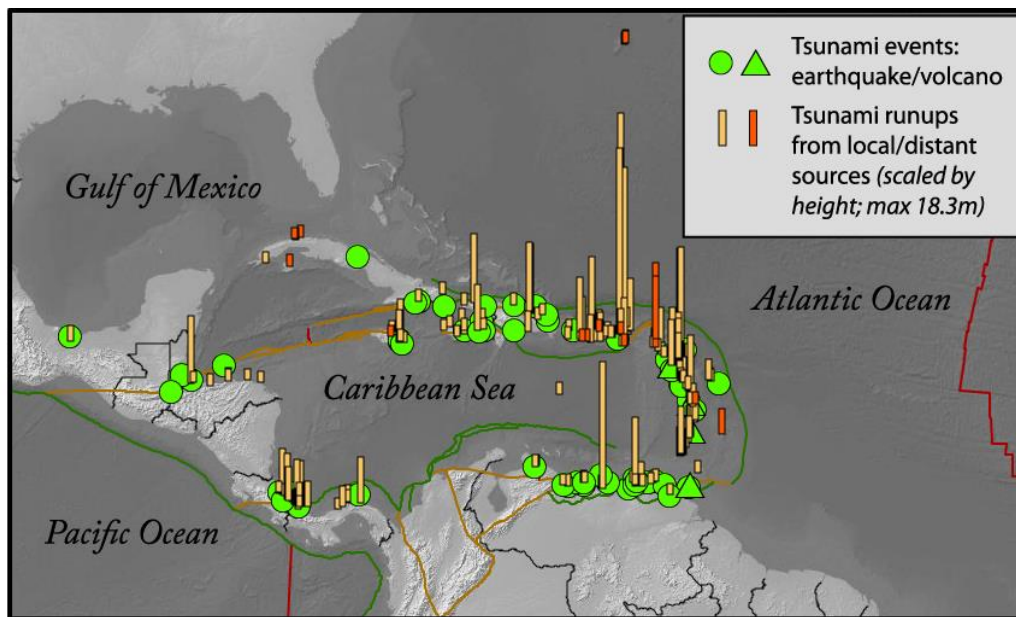 Tsunami events:
earthquake/volcano
Tsunami runups
from local/distant
sources (scaled by
height; max 18.3m)
Gulf of Mexico
Atlantic Ocean
Caribbean Sea
Pacific Ocean